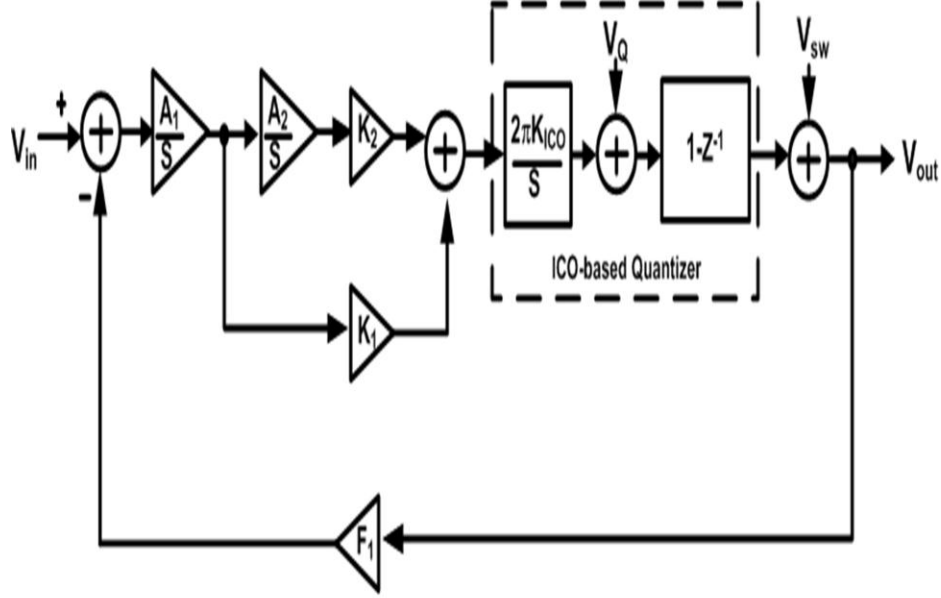 V_Q
V_sw
+
A_1
S
A_2
S
K_2
2πK_ICO
S
V_in
+
+
+
1-Z^-1
+
V_out
-
ICO-based Quantizer
K_1
F_1